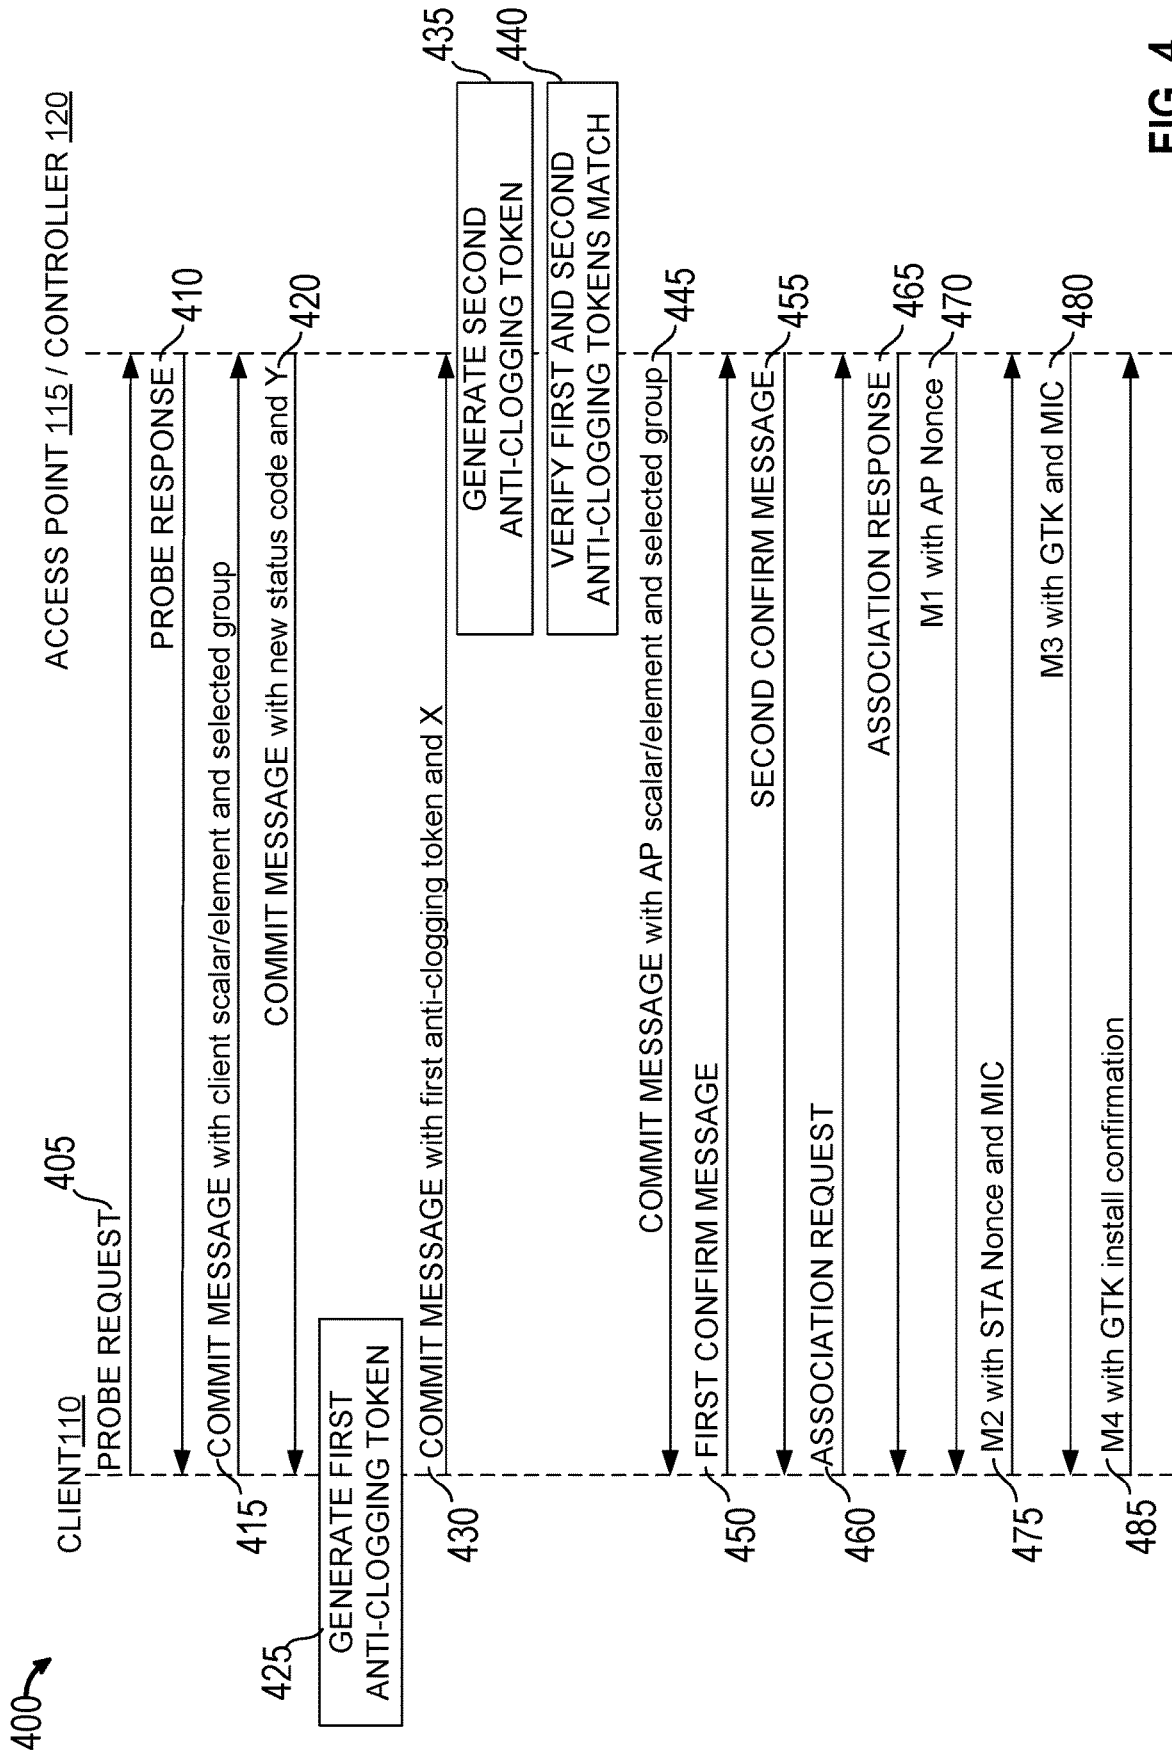 400
CLIENT 110
ACCESS POINT 115 / CONTROLLER 120
PROBE REQUEST 405
PROBE RESPONSE 410
415 COMMIT MESSAGE with client scalar/element and selected group
COMMIT MESSAGE with new status code and Y 420
425
GENERATE FIRST
ANTI-CLOGGING TOKEN
430 COMMIT MESSAGE with first anti-clogging token and X
435
GENERATE SECOND
ANTI-CLOGGING TOKEN
440
VERIFY FIRST AND SECOND
ANTI-CLOGGING TOKENS MATCH
COMMIT MESSAGE with AP scalar/element and selected group 445
450 FIRST CONFIRM MESSAGE
SECOND CONFIRM MESSAGE 455
460 ASSOCIATION REQUEST
ASSOCIATION RESPONSE 465
M1 with AP Nonce 470
475 M2 with STA Nonce and MIC
M3 with GTK and MIC 480
485 M4 with GTK install confirmation
FIG. 4